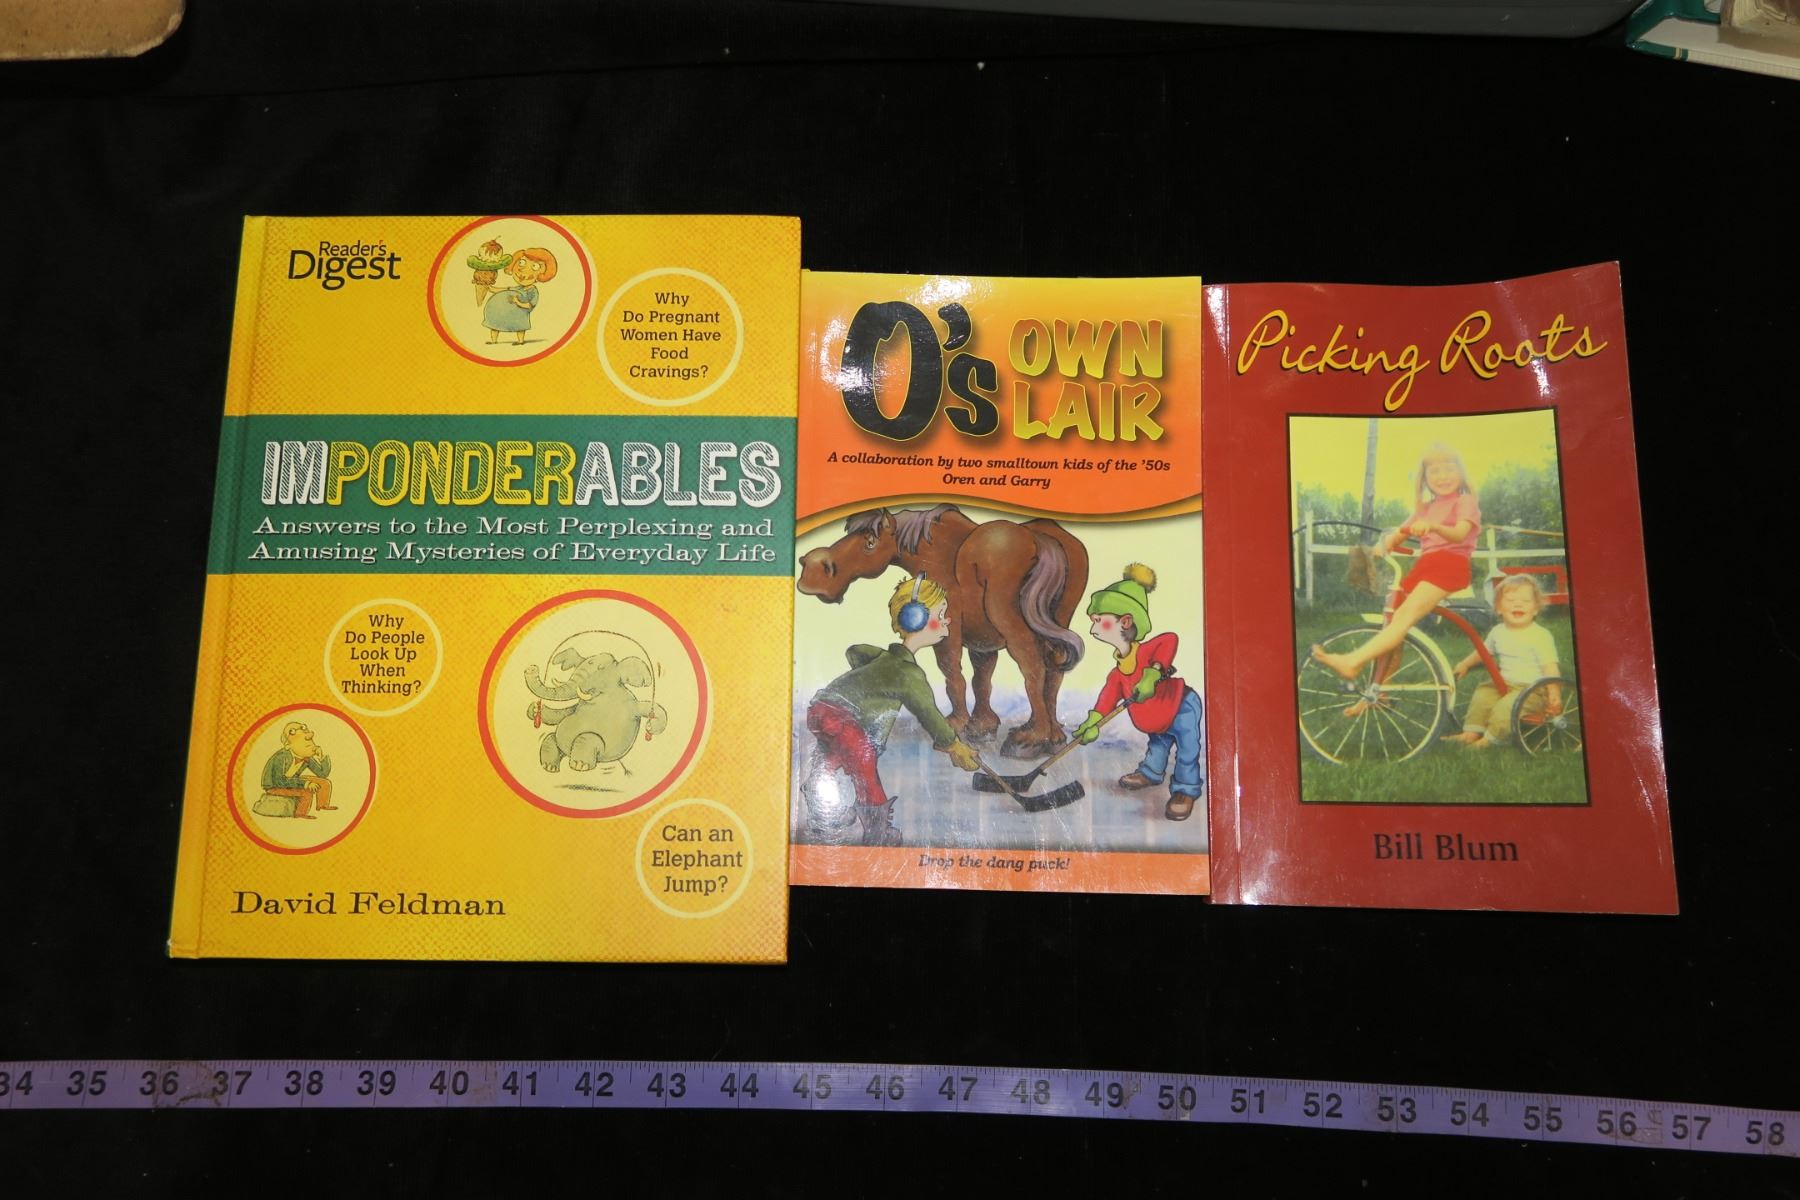 Reader's
Digest
Why
Do Pregnant
Women Have
Food
Cravings?
IMPONDERABLES
Answers to the Most Perplexing and
Amusing Mysteries of Everyday Life
Why
Do People
Look Up
When
Thinking?
Can an
Elephant
Jump?
David Feldman
O's OWN
LAIR
A collaboration by two smalltown kids of the '50s
Oren and Garry
Drop the dang puck!
Picking Roots
Bill Blum
34 35 36 37 38 39 40 41 42 43 44 45 46 47 48 49 50 51 52 53 54 55 56 57 58